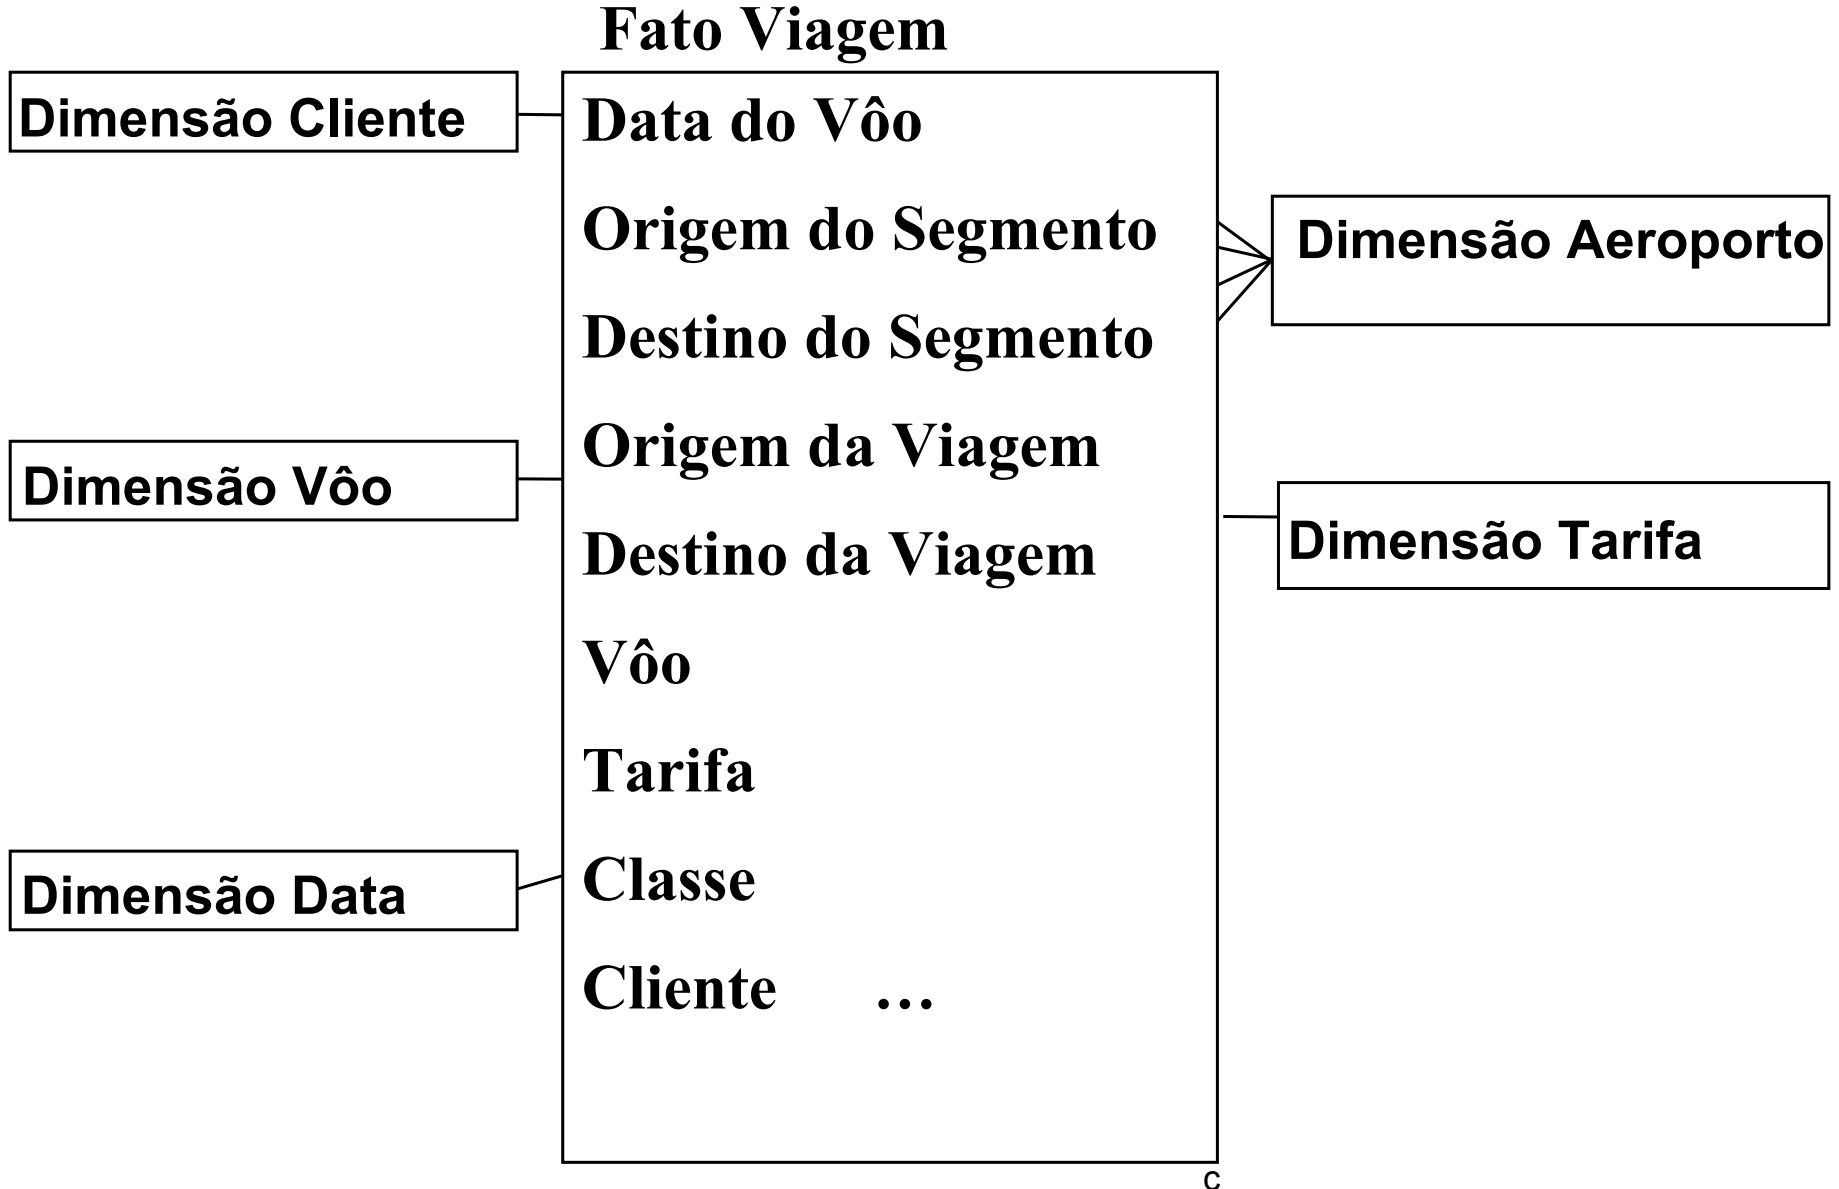 Fato Viagem
Dimensão Cliente
Data do Vôo
Origem do Segmento
Dimensão Aeroporto
Destino do Segmento
Origem da Viagem
Dimensão Vôo
Destino da Viagem
Dimensão Tarifa
Vôo
Tarifa
Classe
Dimensão Data
Cliente …
c